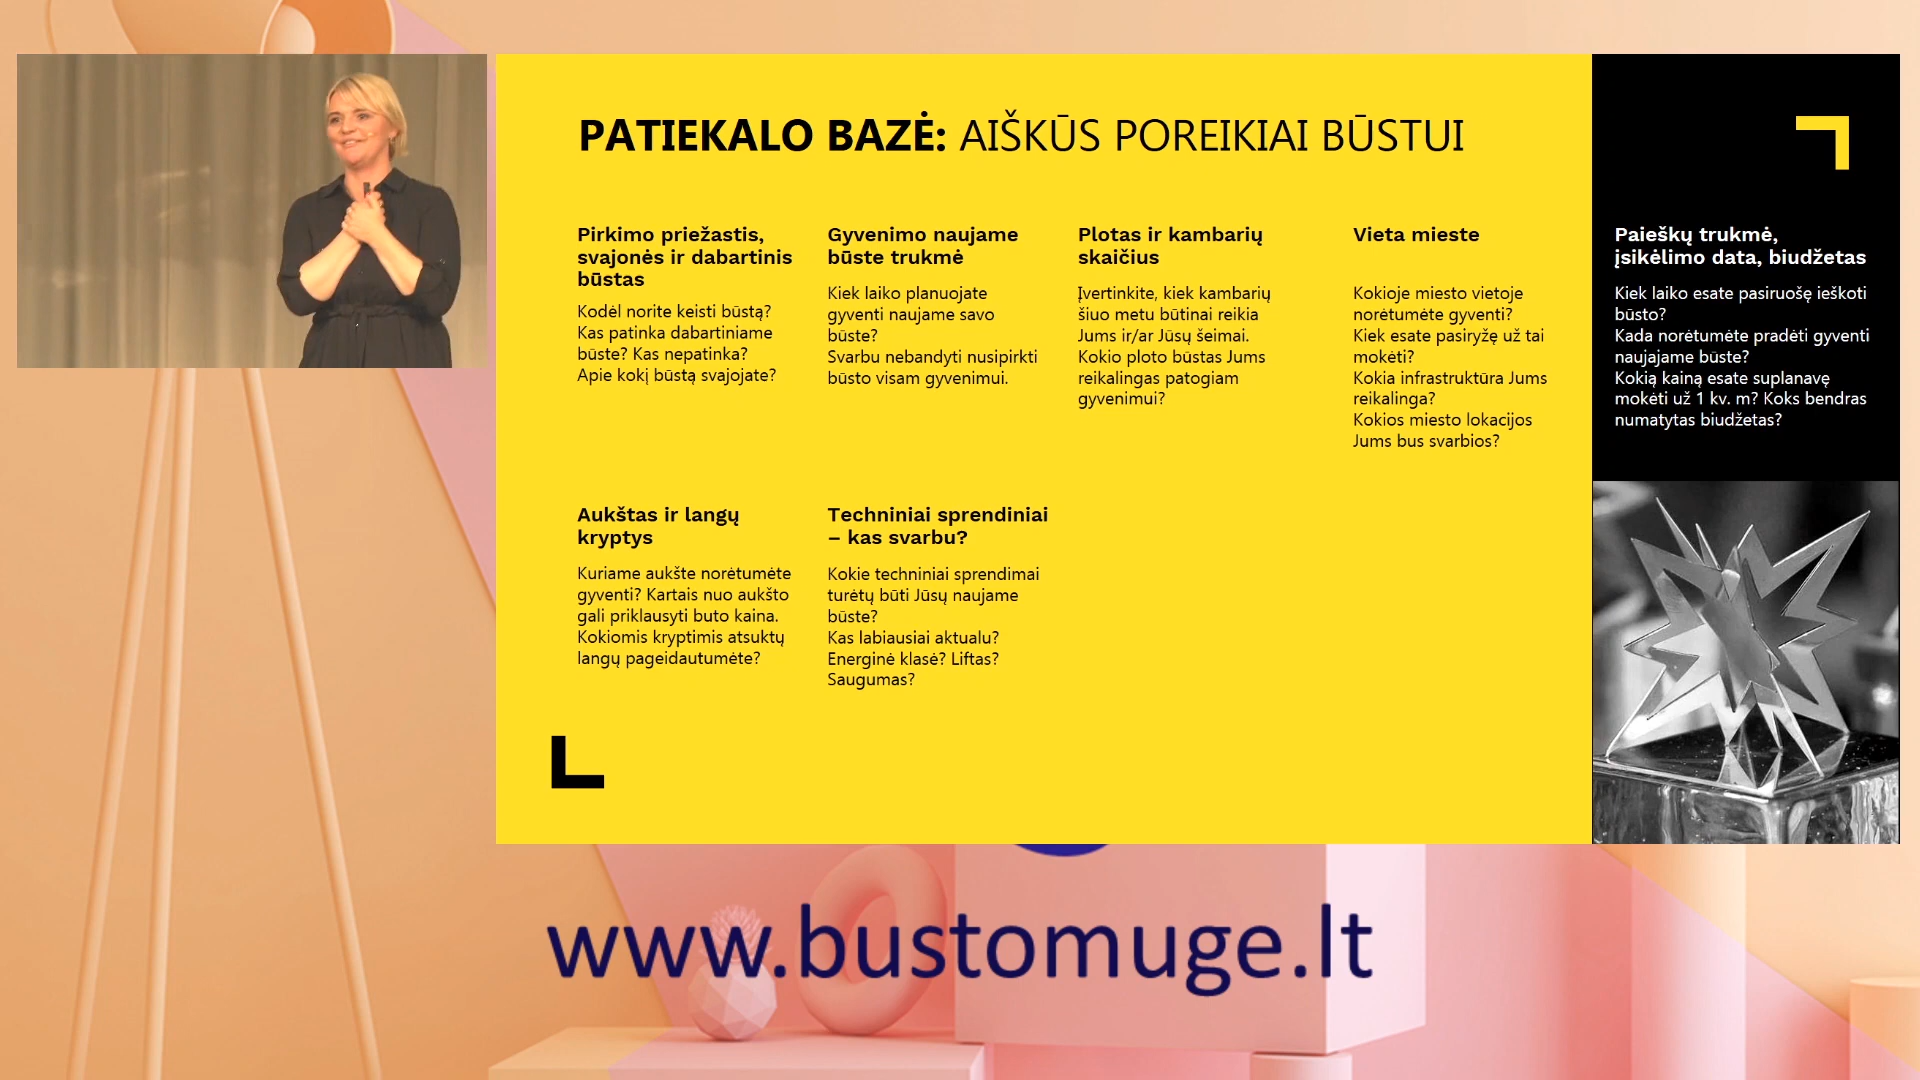 PATIEKALO BAZĖ: AIŠKŪS POREIKIAI BŪSTUI
Pirkimo priežastis,
svajonės ir dabartinis
būstas
Kodėl norite keisti būstą?
Kas patinka dabartiniame
būste? Kas nepatinka?
Apie kokį būstą svajojate?
Gyvenimo naujame
būste trukmė
Kiek laiko planuojate
gyventi naujame savo
būste?
Svarbu nebandyti nusipirkti
būsto visam gyvenimui.
Plotas ir kambarių
skaičius
Įvertinkite, kiek kambarių
šiuo metu būtinai reikia
Jums ir/ar Jūsų šeimai.
Kokio ploto būstas Jums
reikalingas patogiam
gyvenimui?
Vieta mieste
Kokioje miesto vietoje
norėtumėte gyventi?
Kiek esate pasiryžę už tai
mokėti?
Kokia infrastruktūra Jums
reikalinga?
Kokios miesto lokacijos
Jums bus svarbios?
Paieškų trukmė,
įsikėlimo data, biudžetas
Kiek laiko esate pasiruošę ieškoti
būsto?
Kada norėtumėte pradėti gyventi
naujajame būste?
Kokią kainą esate suplanavę
mokėti už 1 kv. m? Koks bendras
numatytas biudžetas?
Aukštas ir langų
kryptys
Kuriame aukšte norėtumėte
gyventi? Kartais nuo aukšto
gali priklausyti buto kaina.
Kokiomis kryptimis atsuktų
langų pageidautumėte?
Techniniai sprendiniai
– kas svarbu?
Kokie techniniai sprendimai
turėtų būti Jūsų naujame
būste?
Kas labiausiai aktualu?
Energinė klasė? Liftas?
Saugumas?
www.bustomuge.lt